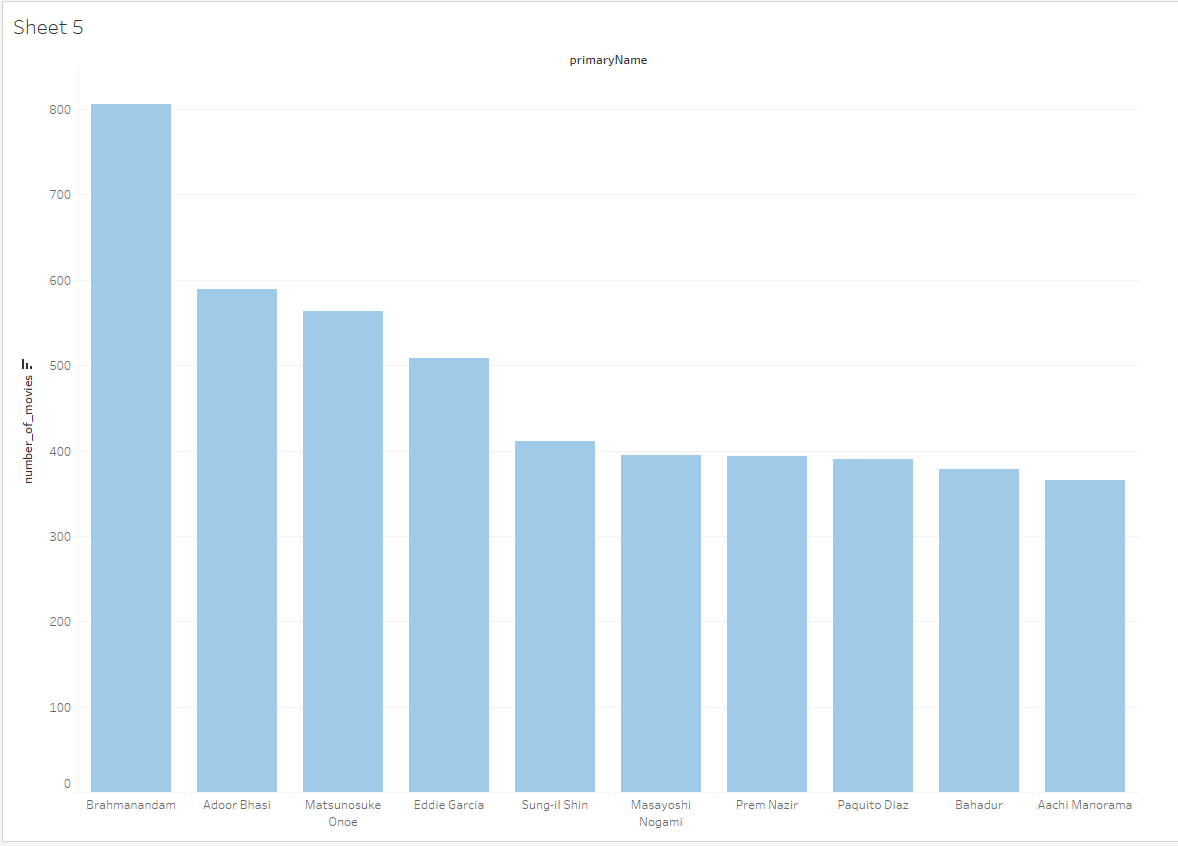 Sheet 5
primaryName
800
700
600
500
400
300
200
100
0
number_of_movies
Brahmanandam
Adoor Bhasi
Matsunosuke
Onoe
Eddie Garcia
Sung-il Shin
Masayoshi
Nogami
Prem Nazir
Paquito Diaz
Bahadur
Aachi Manorama